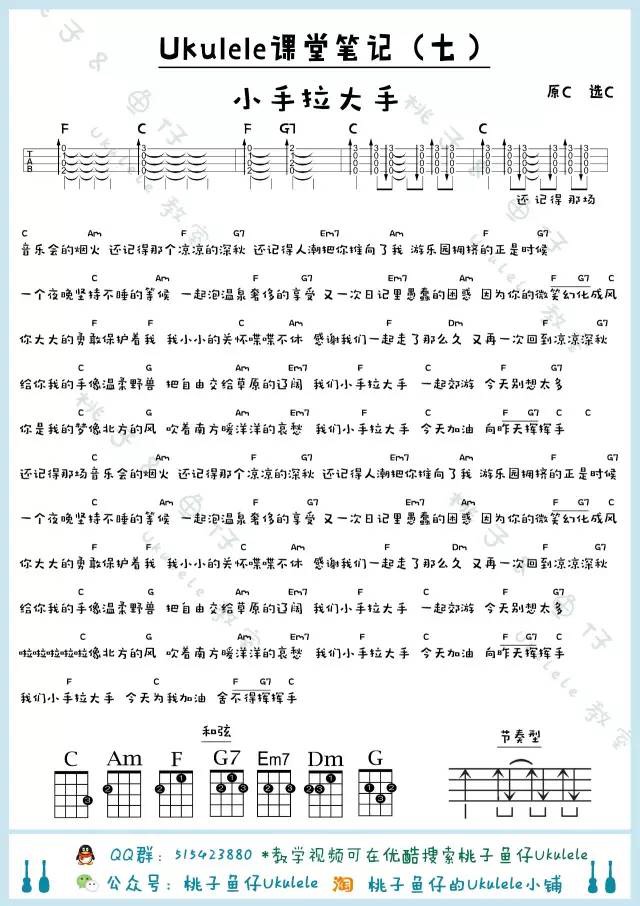 Ukulele课堂笔记（七）
小手拉大手
原C 选C
F C F G7 C C
还记得那场
C Am F G7 Em7 Am F G7
音乐会的烟火 还记得那个凉凉的深秋 还记得人潮把你推向了我 游乐园拥挤的正是时候
C Am F G7 C Am F G7
一个夜晚坚持不睡的等候 一起泡温泉奢侈的享受 又一次日记里愚蠢的困惑 因为你的微笑幻化成风
F F C Am F Dm F G7
你大大的勇敢保护着我 我小小的关怀喋喋不休 感谢我们一起走了那么久 又再一次回到凉凉深秋
C G Am Em7 F C F G7
给你我的手像温柔野兽 把自由交给草原的辽阔 我们小手拉大手 一起郊游 今天别想太多
C G Am Em7 F C F G7 C C
你是我的梦像北方的风 吹着南方暖洋洋的哀愁 我们小手拉大手 今天加油 向昨天挥挥手
C Am F G7 Em7 Am F G7
还记得那场音乐会的烟火 还记得那个凉凉的深秋 还记得人潮把你推向了我 游乐园拥挤的正是时候
C Am F G7 C Am F G7
一个夜晚坚持不睡的等候 一起泡温泉奢侈的享受 又一次日记里愚蠢的困惑 因为你的微笑幻化成风
F F C Am F Dm G7
你大大的勇敢保护着我 我小小的关怀喋喋不休 感谢我们一起走了那么久 又再一次回到凉凉深秋
C G Am Em7 F C F G7
给你我的手像温柔野兽 把自由交给草原的辽阔 我们小手拉大手 一起郊游 今天别想太多
C G Am Em7 F C F G7 C
啦啦啦啦啦像北方的风 吹着南方暖洋洋的哀愁 我们小手拉大手 今天加油 向昨天挥挥手
F C F G7 C
我们小手拉大手 今天为我加油 舍不得挥挥手
和弦
节奏型
C Am F G7 Em7 Dm G
QQ群：515423880 *教学视频可在优酷搜索桃子鱼仔Ukulele
公众号：桃子鱼仔Ukulele 淘 桃子鱼仔的Ukulele小铺